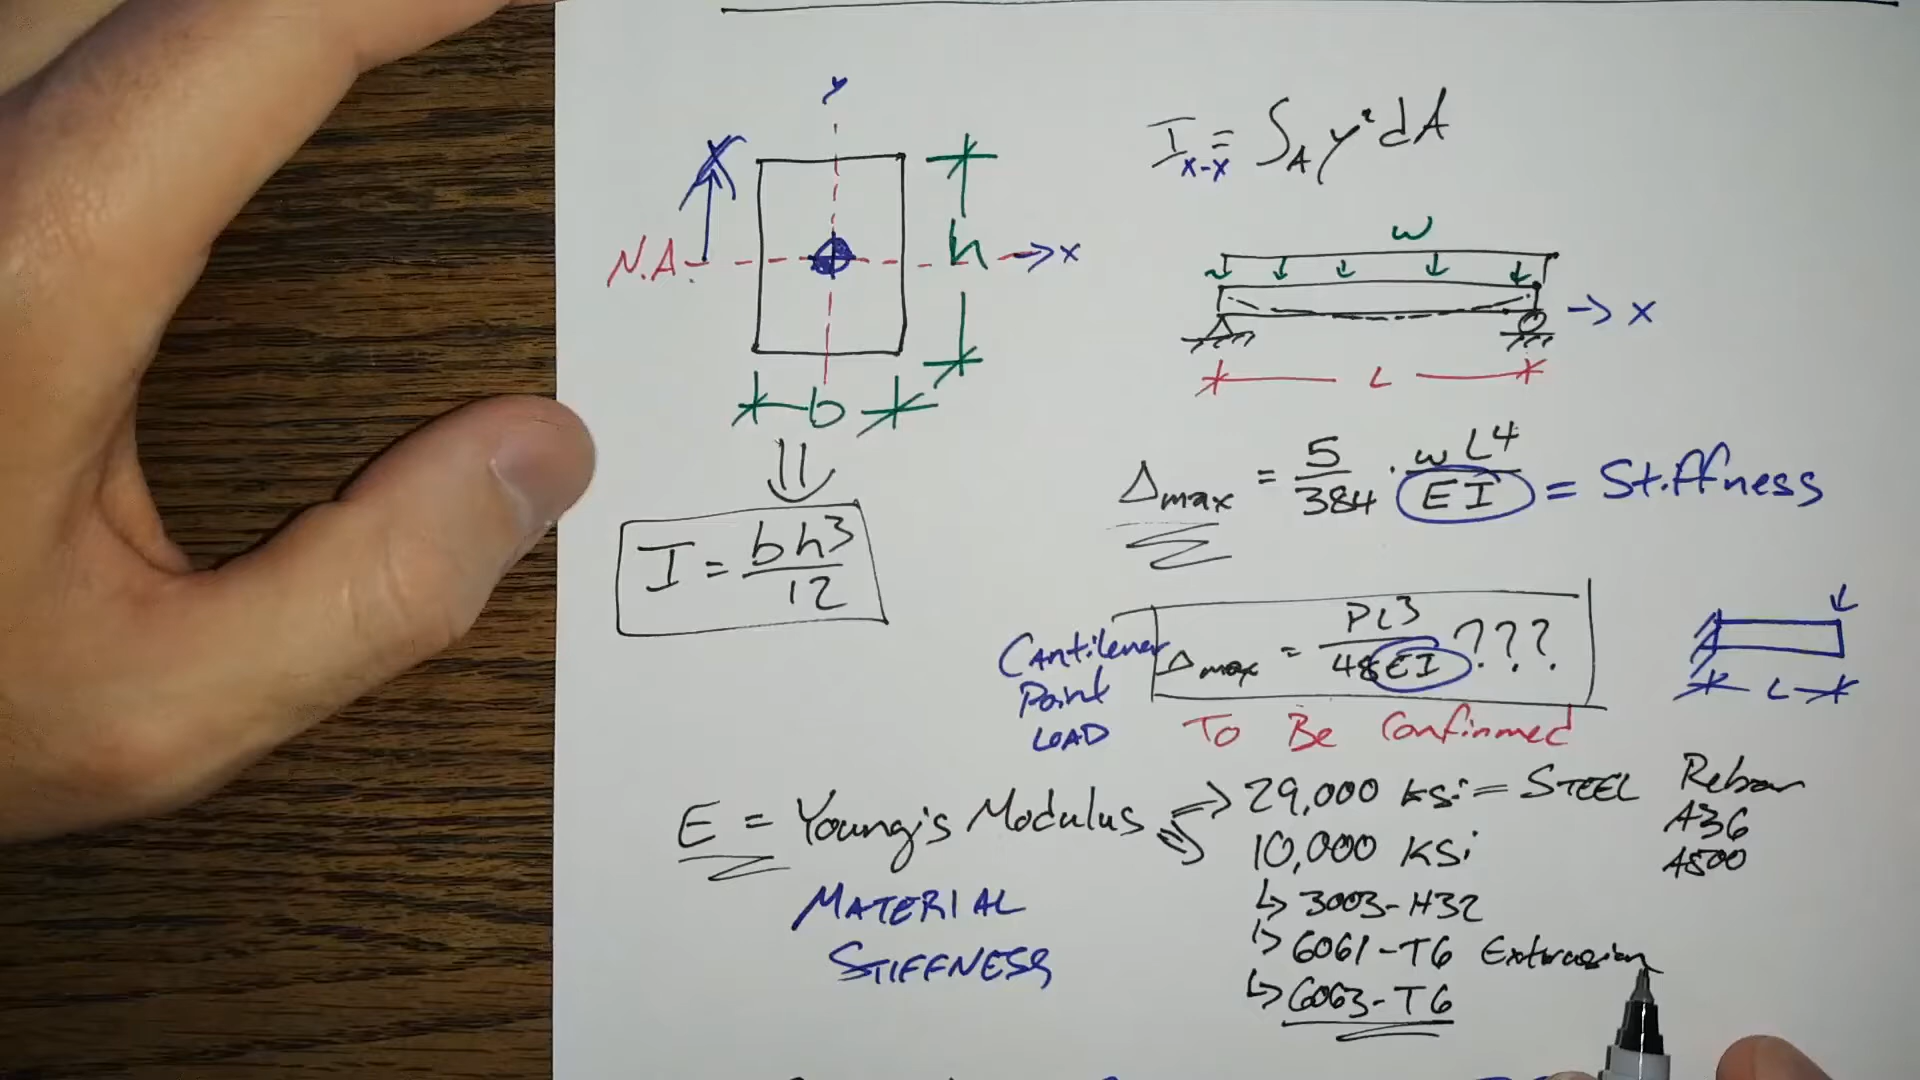 y
N.A.
h
→ x
b
I = bh³/12
I x-x = ∫A y² dA
w
→ x
L
Δmax = 5/384 · wL⁴/EI = Stiffness
Cantilever
Point
LOAD
Δmax = PL³/48EI ???
L
To Be Confirmed
E = Young's Modulus
MATERIAL
STIFFNESS
29,000 ksi = STEEL
Rebar
A36
A500
10,000 ksi
↳ 3003-H32
↳ 6061-T6 Extrusion
↳ 6063-T6